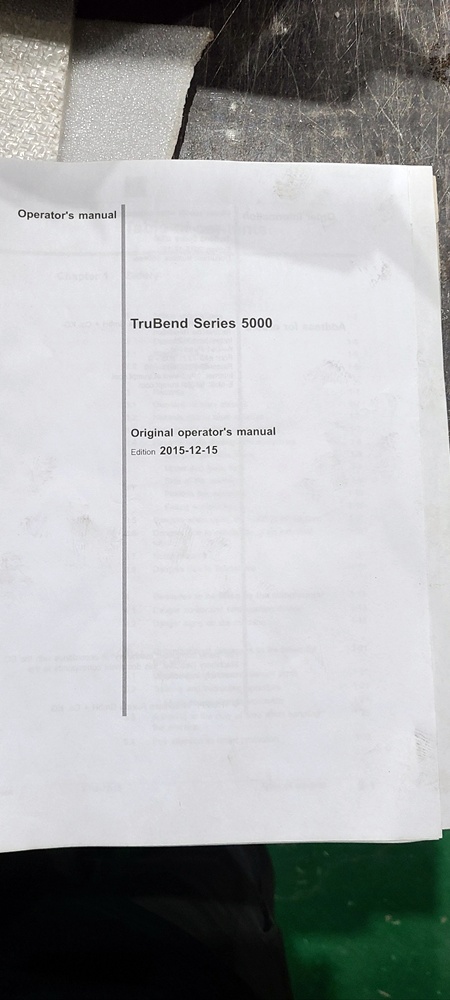 Operator's manual
TruBend Series 5000
Original operator's manual
Edition 2015-12-15